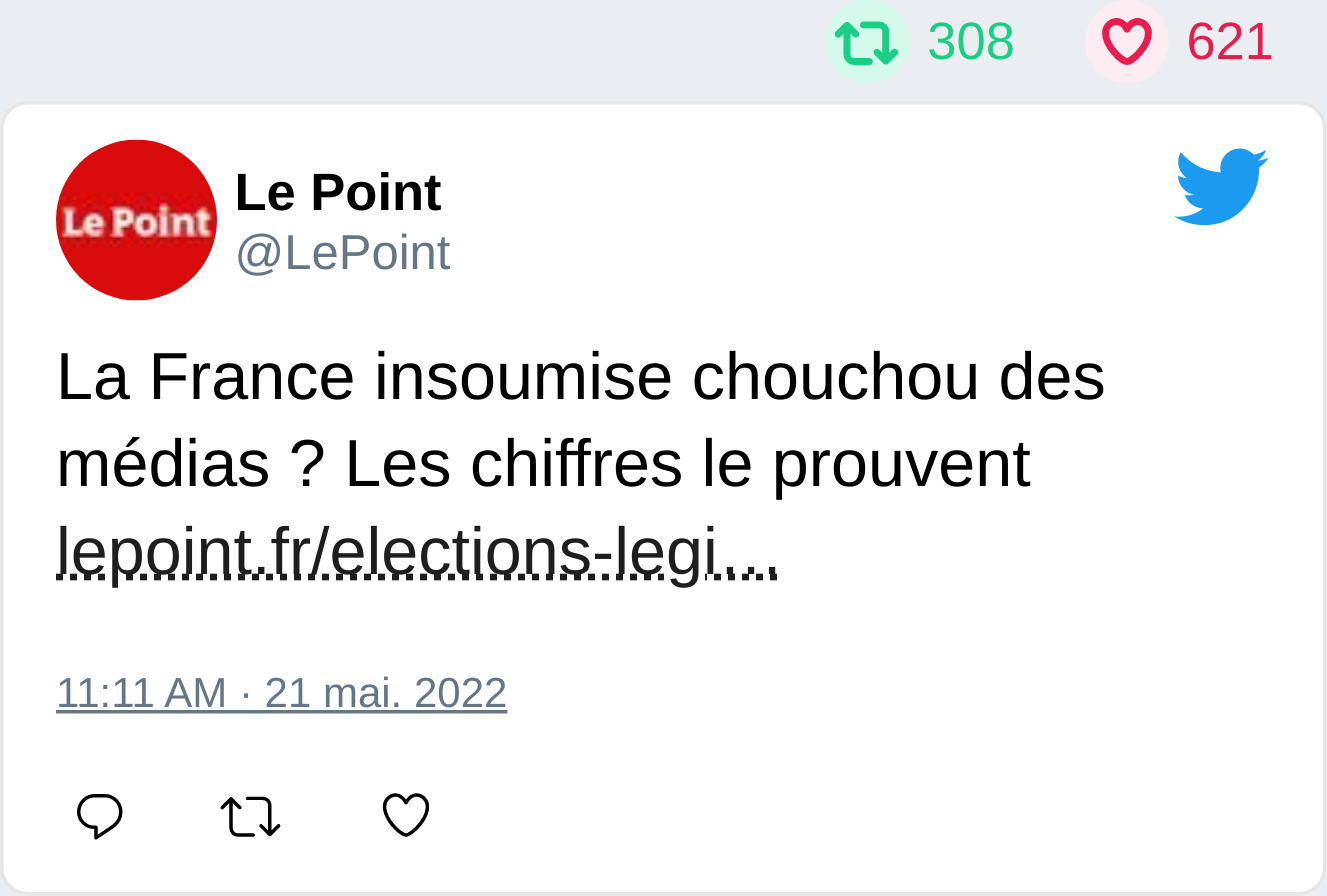 308 621
Le Point
Le Point
@LePoint
La France insoumise chouchou des
médias ? Les chiffres le prouvent
lepoint.fr/elections-legi...
11:11 AM · 21 mai. 2022